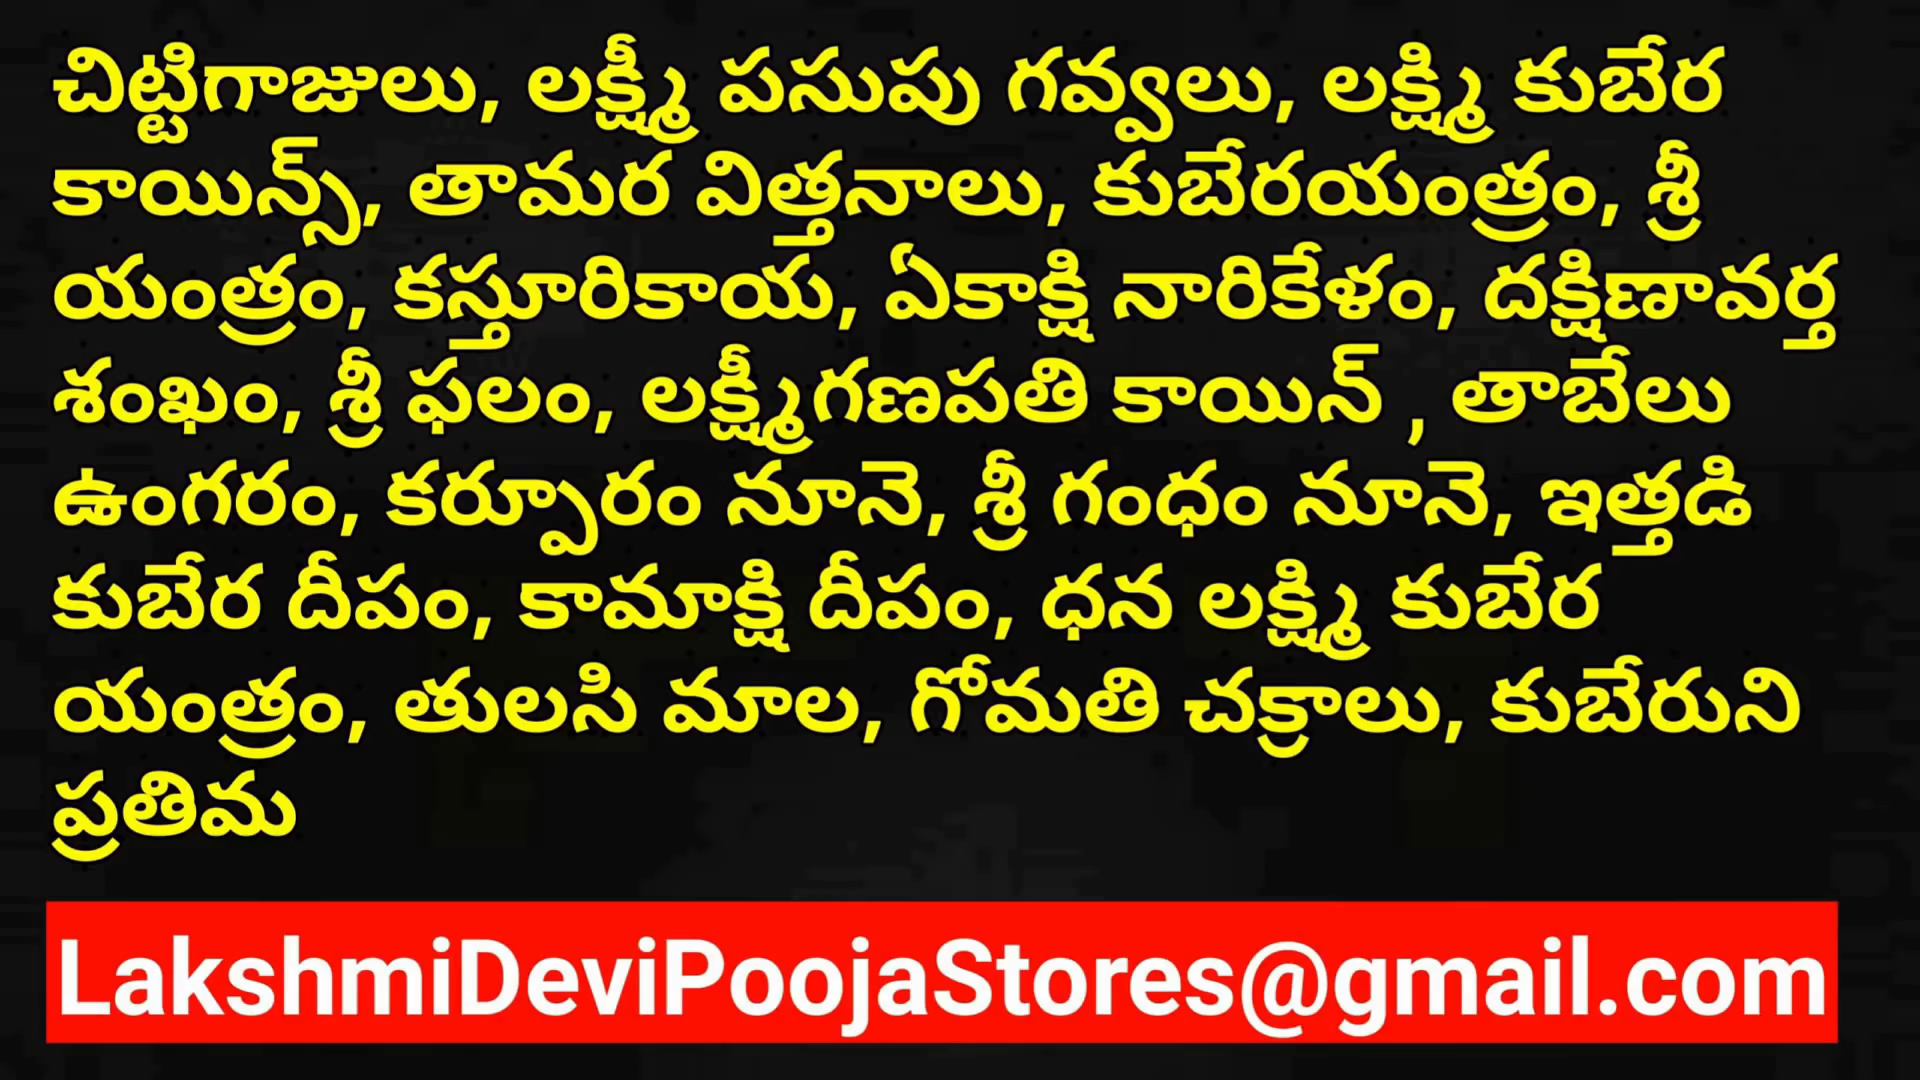 చిట్టిగాజులు, లక్ష్మీ పసుపు గవ్వలు, లక్ష్మి కుబేర
కాయిన్స్, తామర విత్తనాలు, కుబేరయంత్రం, శ్రీ
యంత్రం, కస్తూరికాయ, ఏకాక్షి నారికేళం, దక్షిణావర్త
శంఖం, శ్రీ ఫలం, లక్ష్మీగణపతి కాయిన్ , తాబేలు
ఉంగరం, కర్పూరం నూనె, శ్రీ గంధం నూనె, ఇత్తడి
కుబేర దీపం, కామాక్షి దీపం, ధన లక్ష్మి కుబేర
యంత్రం, తులసి మాల, గోమతి చక్రాలు, కుబేరుని
ప్రతిమ
LakshmiDeviPoojaStores@gmail.com